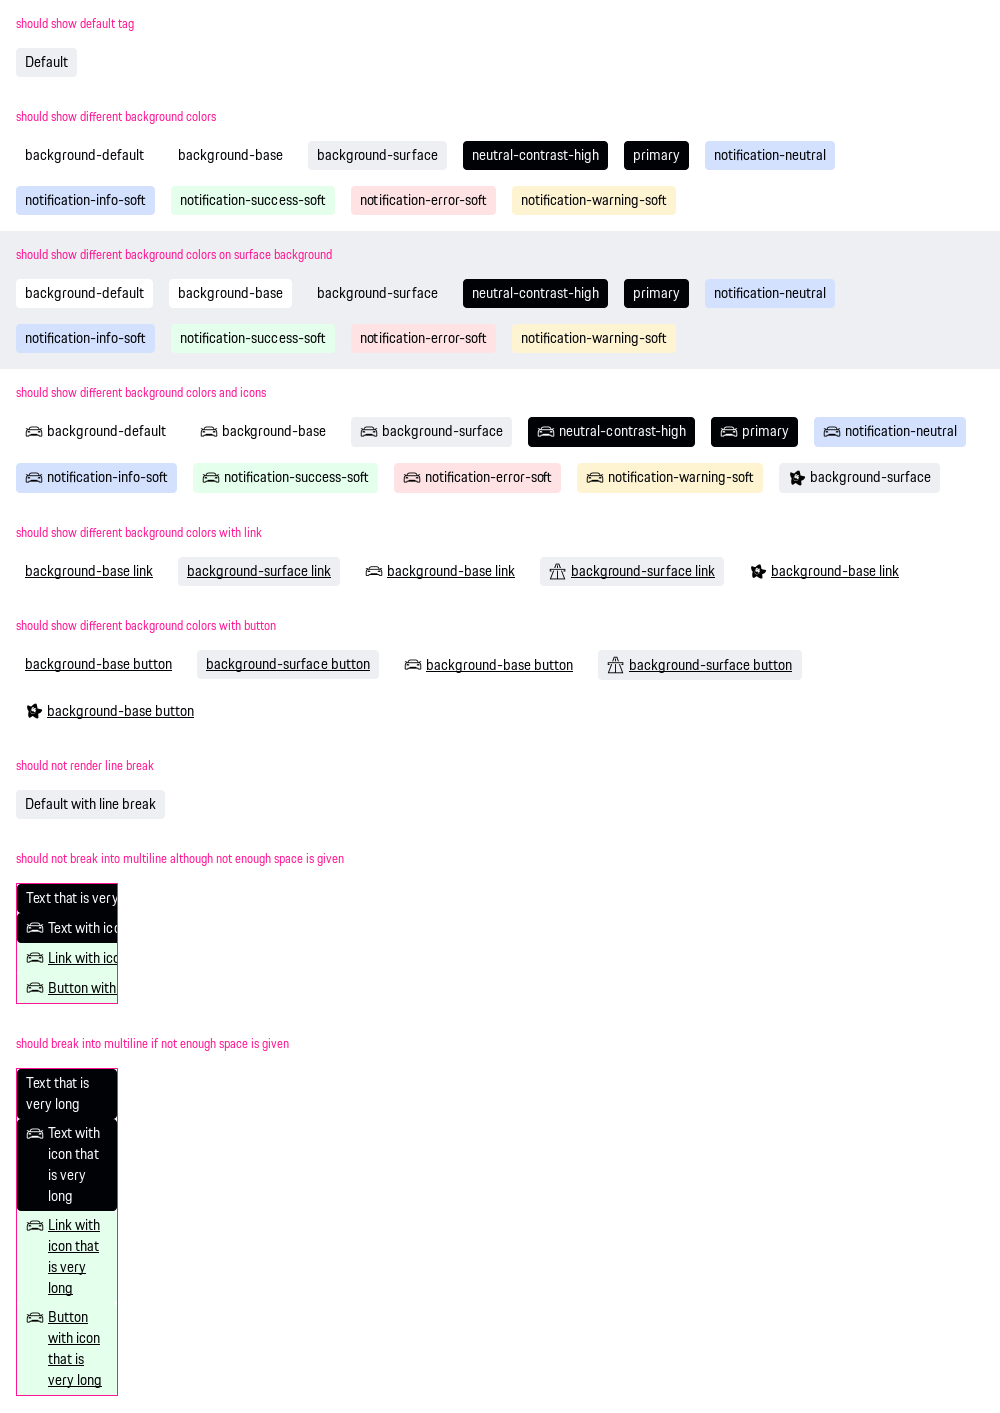 should show default tag
Default
should show different background colors
background-default background-base background-surface neutral-contrast-high primary notification-neutral
notification-info-soft notification-success-soft notification-error-soft notification-warning-soft
should show different background colors on surface background
background-default background-base background-surface neutral-contrast-high primary notification-neutral
notification-info-soft notification-success-soft notification-error-soft notification-warning-soft
should show different background colors and icons
background-default background-base background-surface neutral-contrast-high primary notification-neutral
notification-info-soft notification-success-soft notification-error-soft notification-warning-soft background-surface
should show different background colors with link
background-base link background-surface link background-base link background-surface link background-base link
should show different background colors with button
background-base button background-surface button background-base button background-surface button
background-base button
should not render line break
Default with line break
should not break into multiline although not enough space is given
Text that is very
Text with ico
Link with ico
Button with
should break into multiline if not enough space is given
Text that is
very long
Text with
icon that
is very
long
Link with
icon that
is very
long
Button
with icon
that is
very long